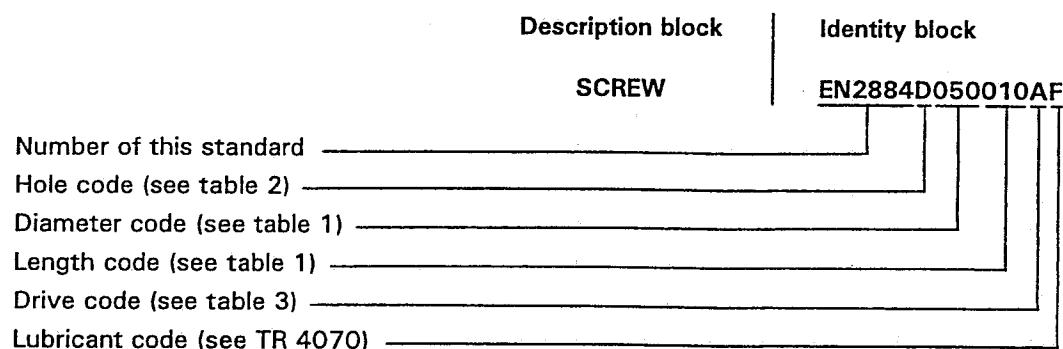 Description block Identity block
SCREW EN2884D050010AF
Number of this standard
Hole code (see table 2)
Diameter code (see table 1)
Length code (see table 1)
Drive code (see table 3)
Lubricant code (see TR 4070)